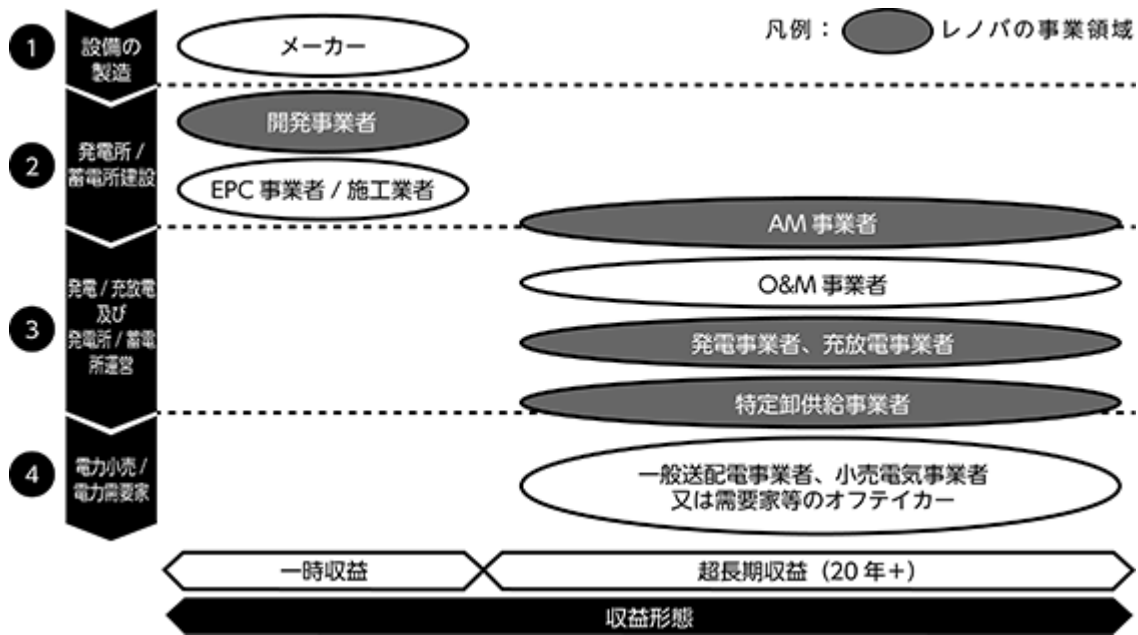 凡例：
レノバの事業領域
1
設備の
製造
メーカー
2
発電所 /
蓄電所建設
開発事業者
EPC 事業者 / 施工業者
AM 事業者
3
発電 / 充放電
及び
発電所 / 蓄電
所運営
O&M 事業者
発電事業者、充放電事業者
特定卸供給事業者
4
電力小売 /
電力需要家
一般送配電事業者、小売電気事業者
又は需要家等のオフテイカー
一時収益
超長期収益（20 年＋）
収益形態